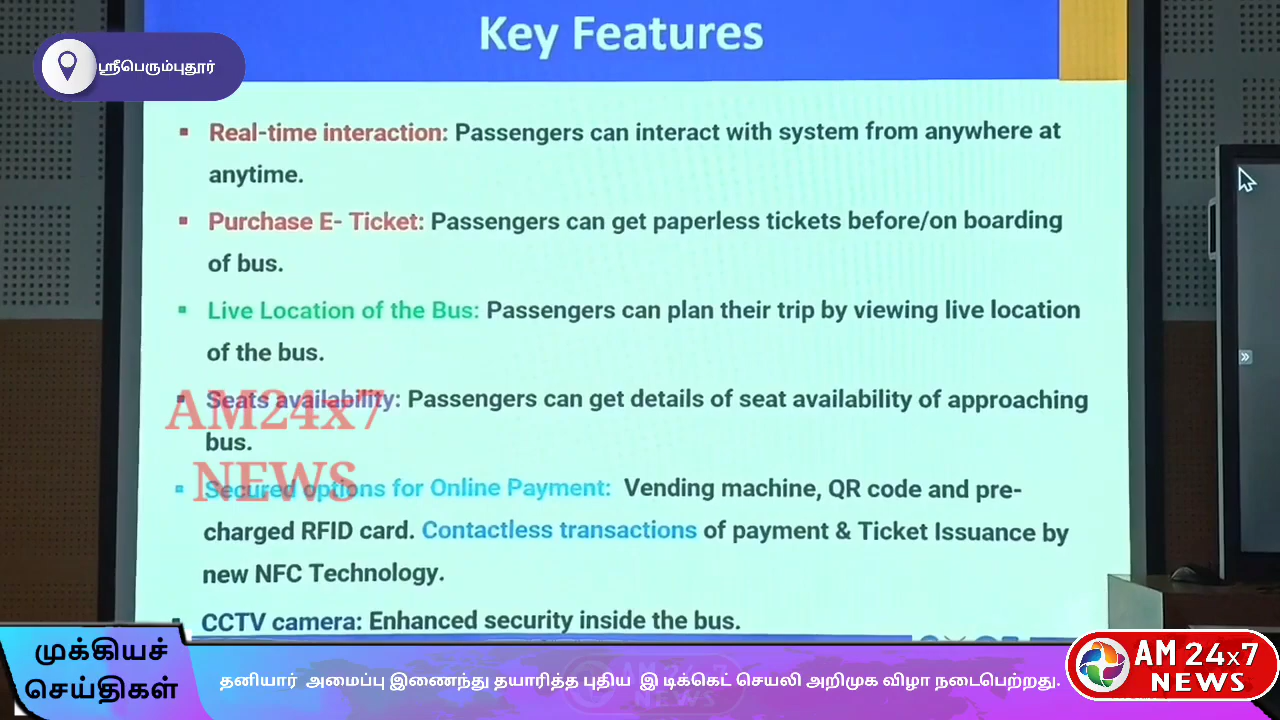 Key Features
ஸ்ரீபெரும்புதூர்
▪ Real-time interaction: Passengers can interact with system from anywhere at
anytime.
▪ Purchase E- Ticket: Passengers can get paperless tickets before/on boarding
of bus.
▪ Live Location of the Bus: Passengers can plan their trip by viewing live location
of the bus.
▪ Seats availability: Passengers can get details of seat availability of approaching
bus.
AM24x7
NEWS
▪ Secured options for Online Payment: Vending machine, QR code and pre-
charged RFID card. Contactless transactions of payment & Ticket Issuance by
new NFC Technology.
▪ CCTV camera: Enhanced security inside the bus.
முக்கியச்
செய்திகள்
தனியார் அமைப்பு இணைந்து தயாரித்த புதிய இ டிக்கெட் செயலி அறிமுக விழா நடைபெற்றது.
AM 24x7
NEWS